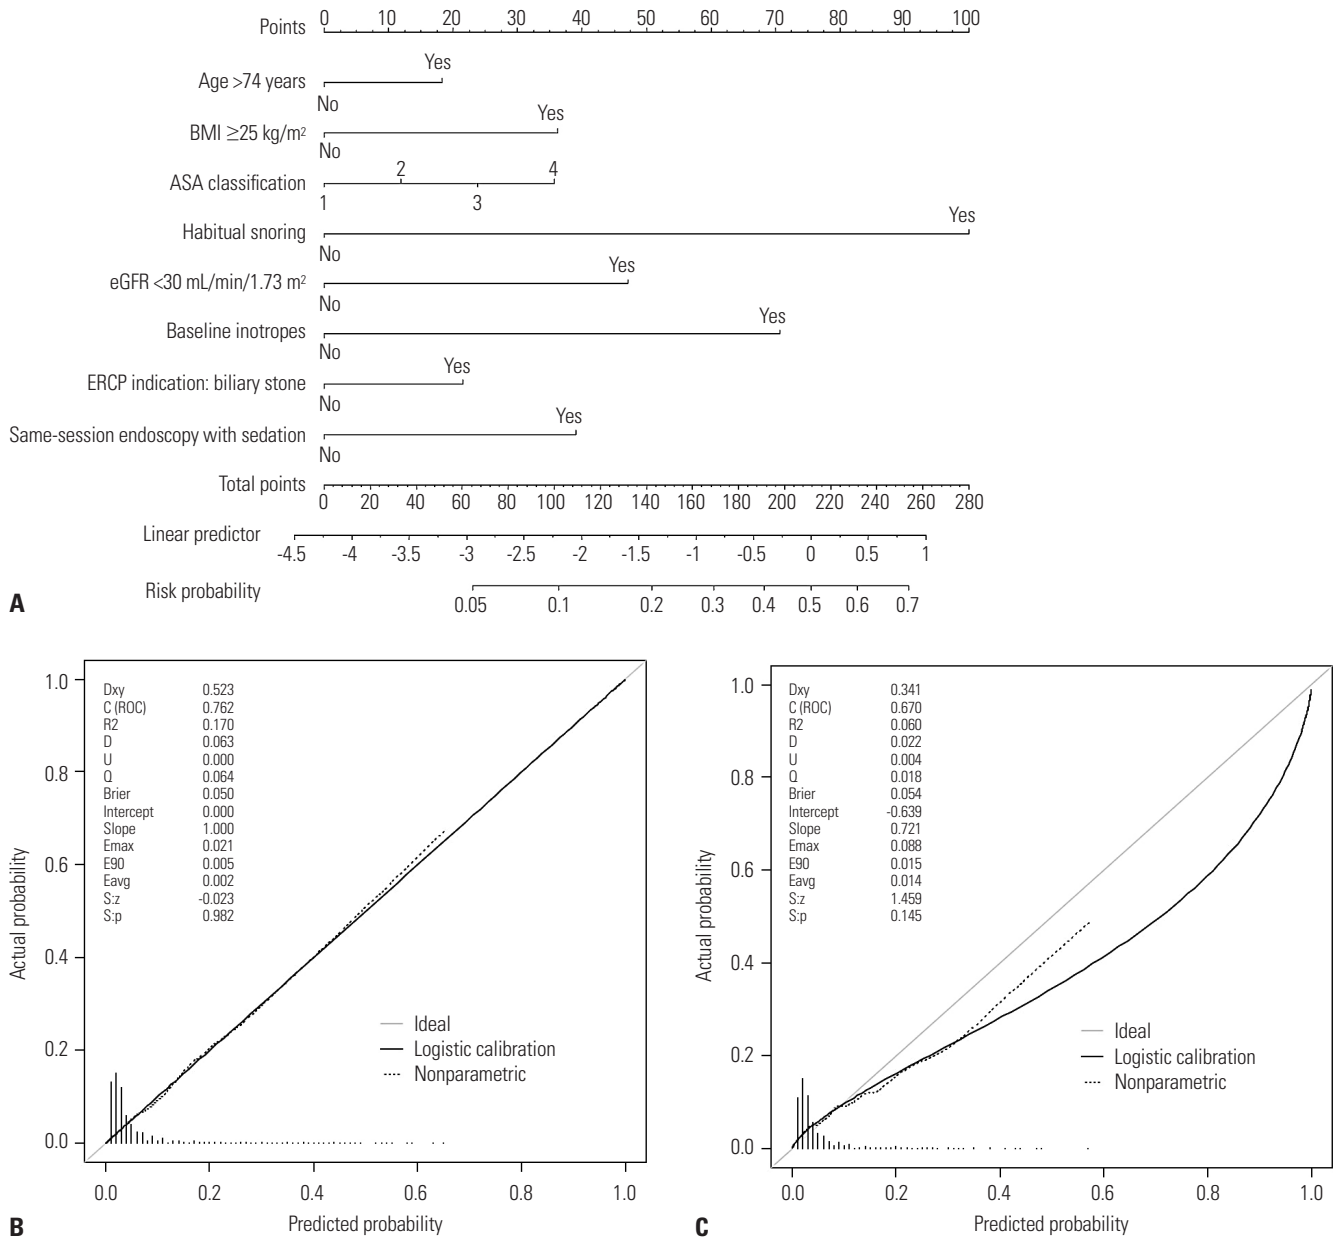 Points 0 10 20 30 40 50 60 70 80 90 100
Age >74 years No Yes
BMI ≥25 kg/m² No Yes
ASA classification 1 2 3 4
Habitual snoring No Yes
eGFR <30 mL/min/1.73 m² No Yes
Baseline inotropes No Yes
ERCP indication: biliary stone No Yes
Same-session endoscopy with sedation No Yes
Total points 0 20 40 60 80 100 120 140 160 180 200 220 240 260 280
Linear predictor -4.5 -4 -3.5 -3 -2.5 -2 -1.5 -1 -0.5 0 0.5 1
Risk probability 0.05 0.1 0.2 0.3 0.4 0.5 0.6 0.7
A
Actual probability
1.0
0.8
0.6
0.4
0.2
0.0
Dxy 0.523
C (ROC) 0.762
R2 0.170
D 0.063
U 0.000
Q 0.064
Brier 0.050
Intercept 0.000
Slope 1.000
Emax 0.021
E90 0.005
Eavg 0.002
S:z -0.023
S:p 0.982
Ideal
Logistic calibration
Nonparametric
0.0 0.2 0.4 0.6 0.8 1.0
Predicted probability
B
Actual probability
1.0
0.8
0.6
0.4
0.2
0.0
Dxy 0.341
C (ROC) 0.670
R2 0.060
D 0.022
U 0.004
Q 0.018
Brier 0.054
Intercept -0.639
Slope 0.721
Emax 0.088
E90 0.015
Eavg 0.014
S:z 1.459
S:p 0.145
Ideal
Logistic calibration
Nonparametric
0.0 0.2 0.4 0.6 0.8 1.0
Predicted probability
C